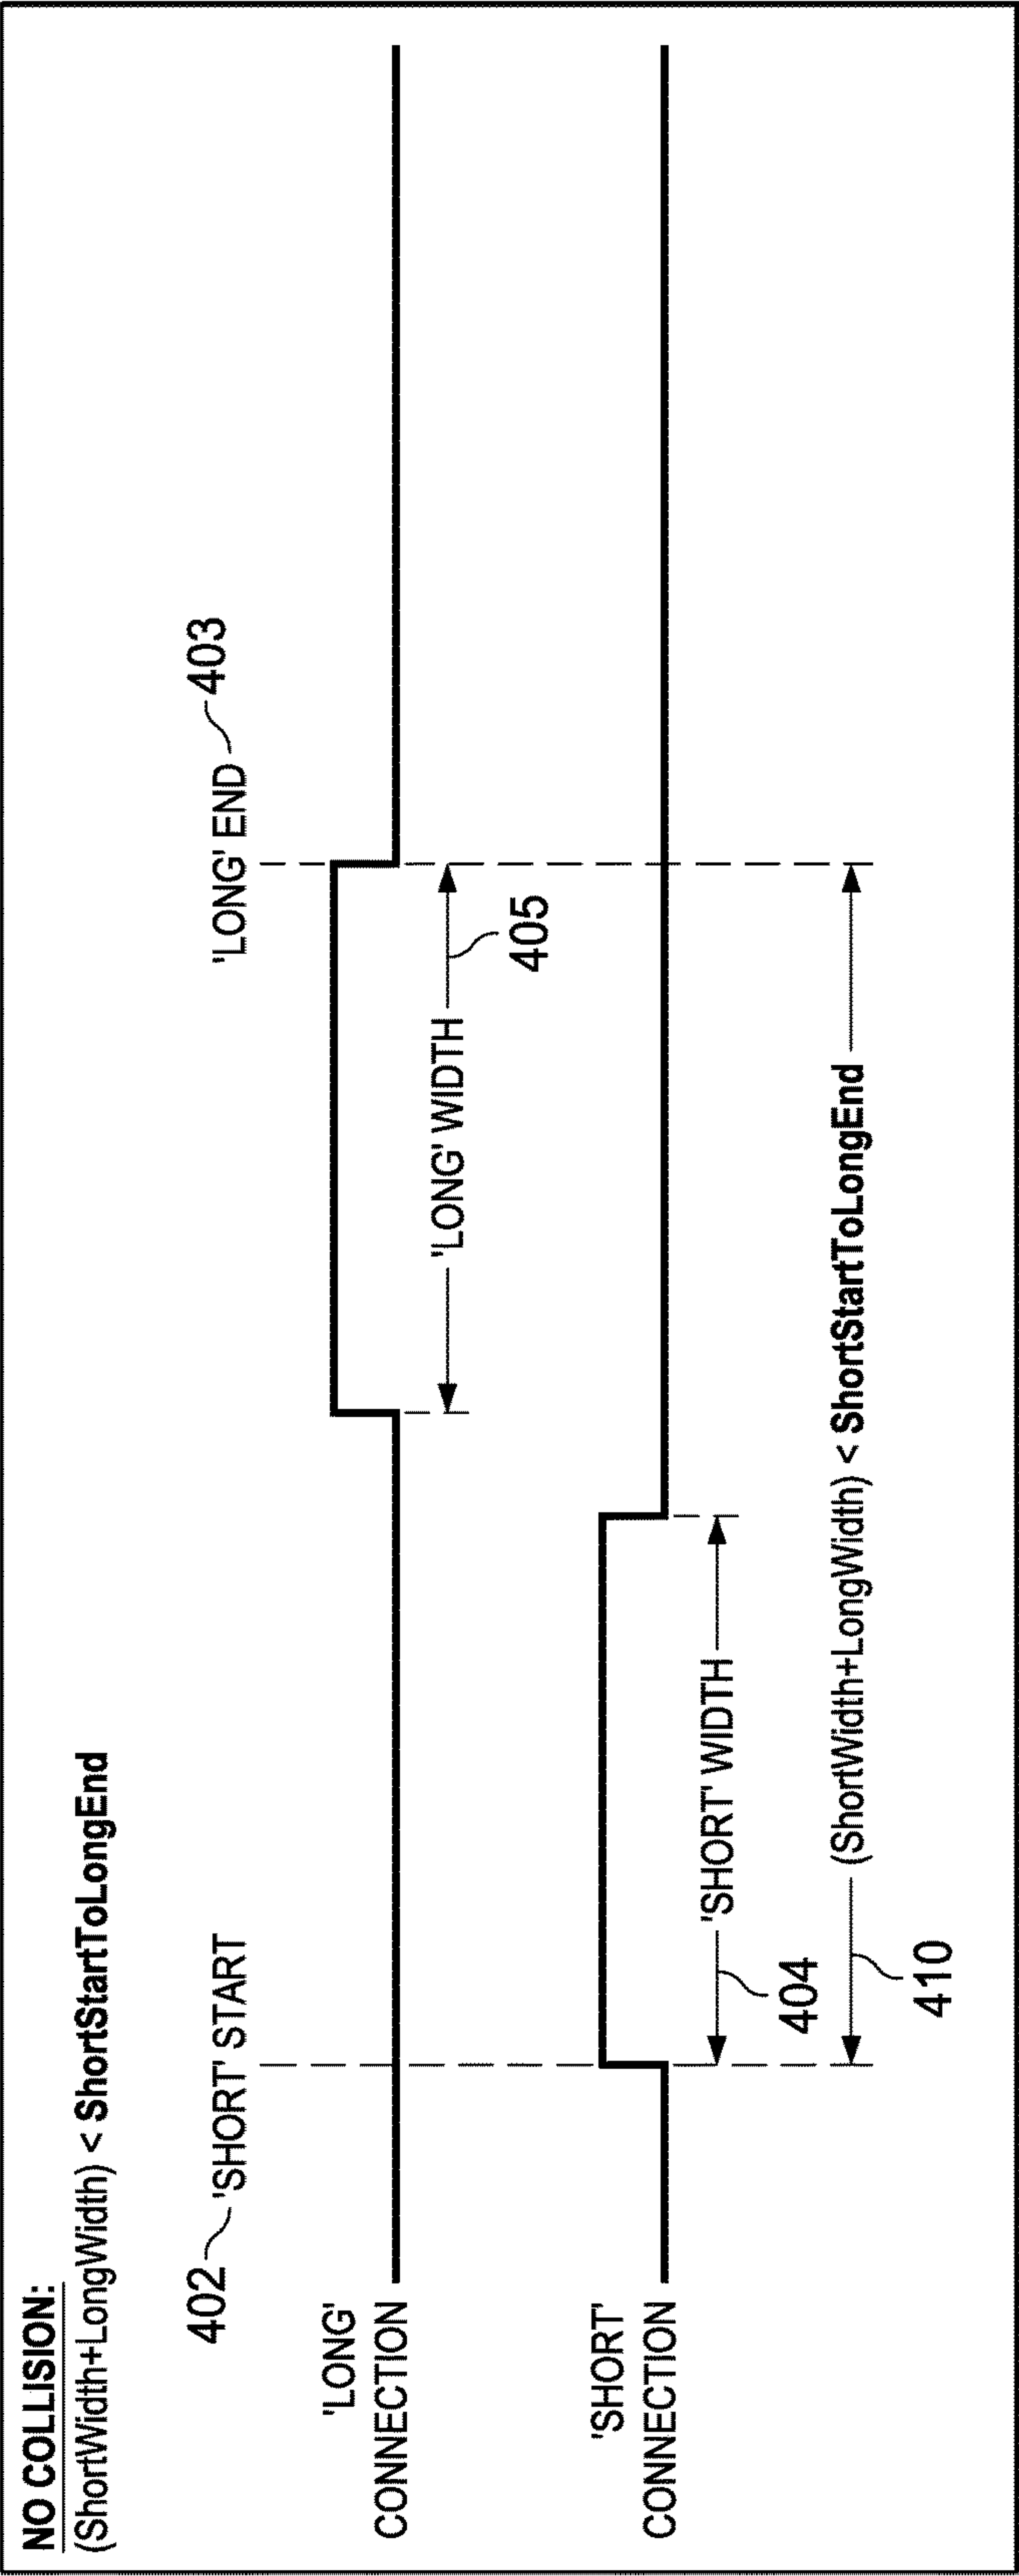 NO COLLISION:
(ShortWidth+LongWidth) < ShortStartToLongEnd
402
'SHORT' START
'LONG' END
403
'LONG'
CONNECTION
'LONG' WIDTH
405
'SHORT'
CONNECTION
'SHORT' WIDTH
404
(ShortWidth+LongWidth) < ShortStartToLongEnd
410